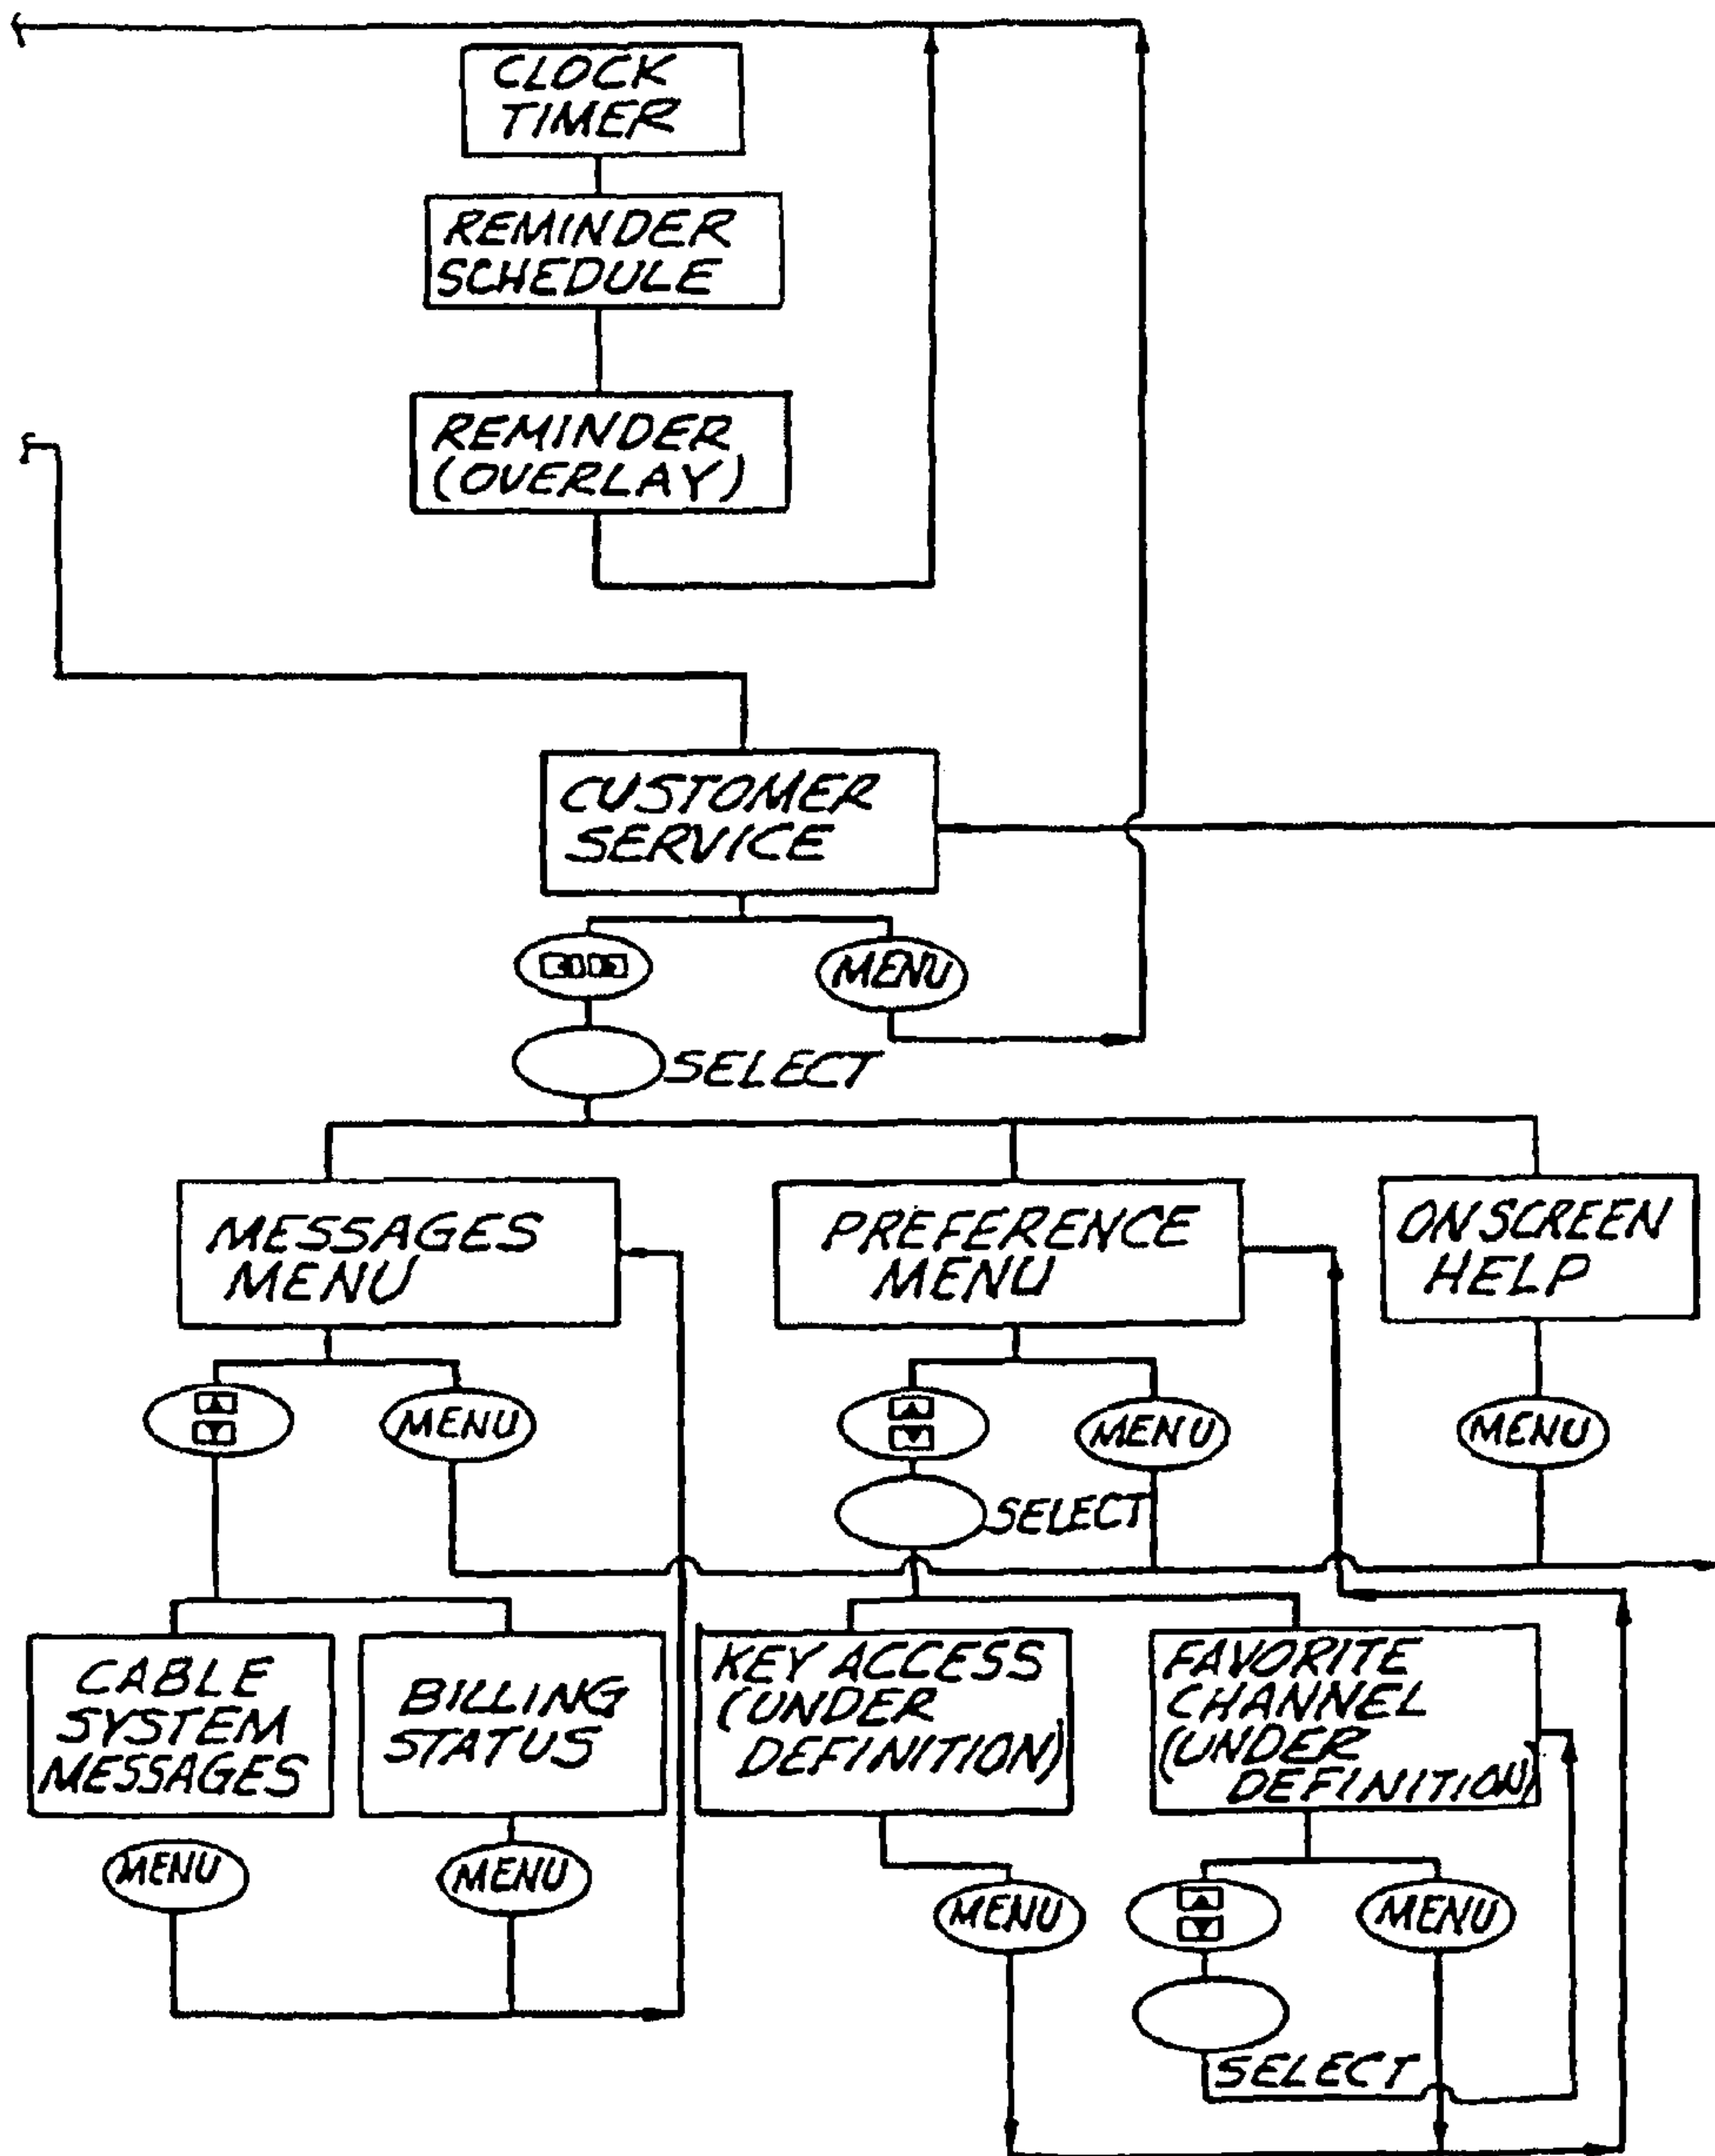 CLOCK
TIMER
REMINDER
SCHEDULE
REMINDER
(OVERLAY)
CUSTOMER
SERVICE
MENU
SELECT
MESSAGES
MENU
PREFERENCE
MENU
ON SCREEN
HELP
MENU
MENU
MENU
SELECT
CABLE
SYSTEM
MESSAGES
BILLING
STATUS
KEY ACCESS
(UNDER
DEFINITION)
FAVORITE
CHANNEL
(UNDER
DEFINITION)
MENU
MENU
MENU
MENU
SELECT